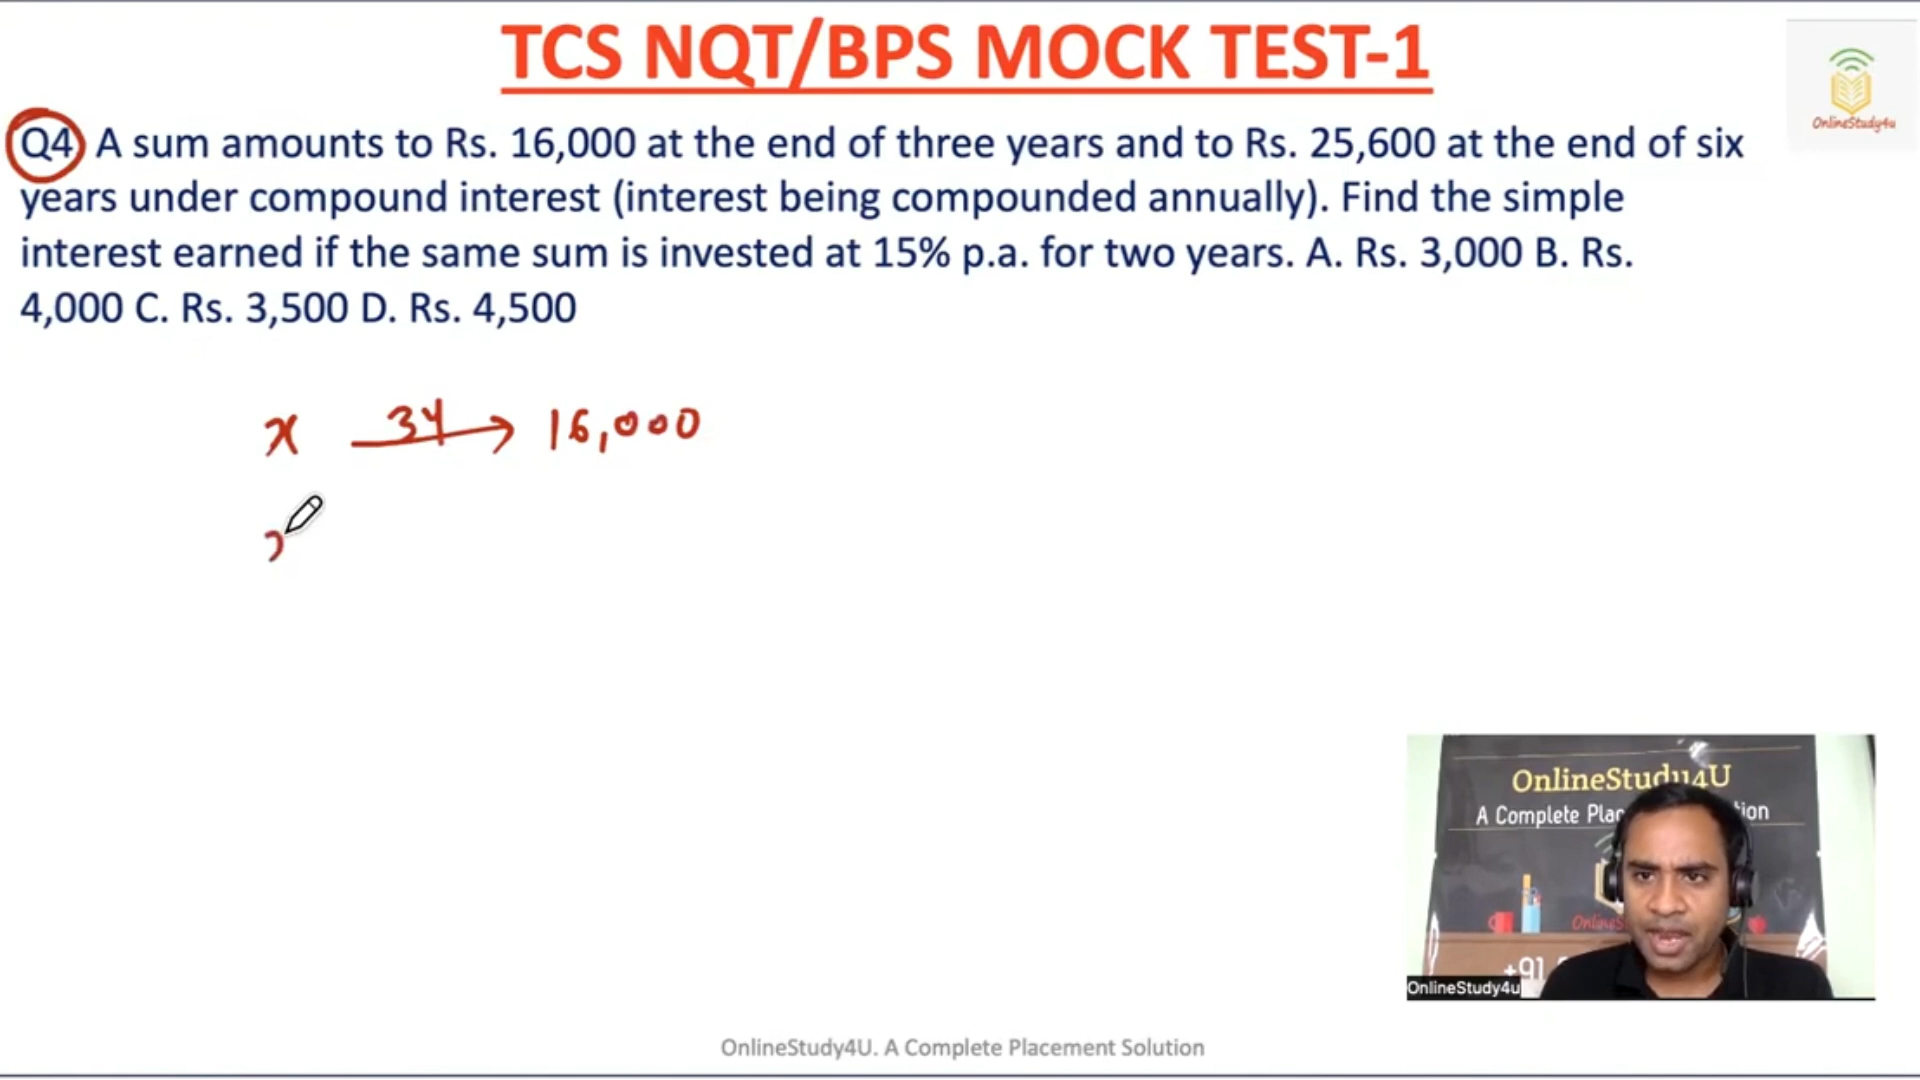 TCS NQT/BPS MOCK TEST-1
OnlineStudy4u
Q4 A sum amounts to Rs. 16,000 at the end of three years and to Rs. 25,600 at the end of six
years under compound interest (interest being compounded annually). Find the simple
interest earned if the same sum is invested at 15% p.a. for two years. A. Rs. 3,000 B. Rs.
4,000 C. Rs. 3,500 D. Rs. 4,500
x 3Y → 16,000
OnlineStudy4U
A Complete
+91
OnlineStudy4u
OnlineStudy4U. A Complete Placement Solution